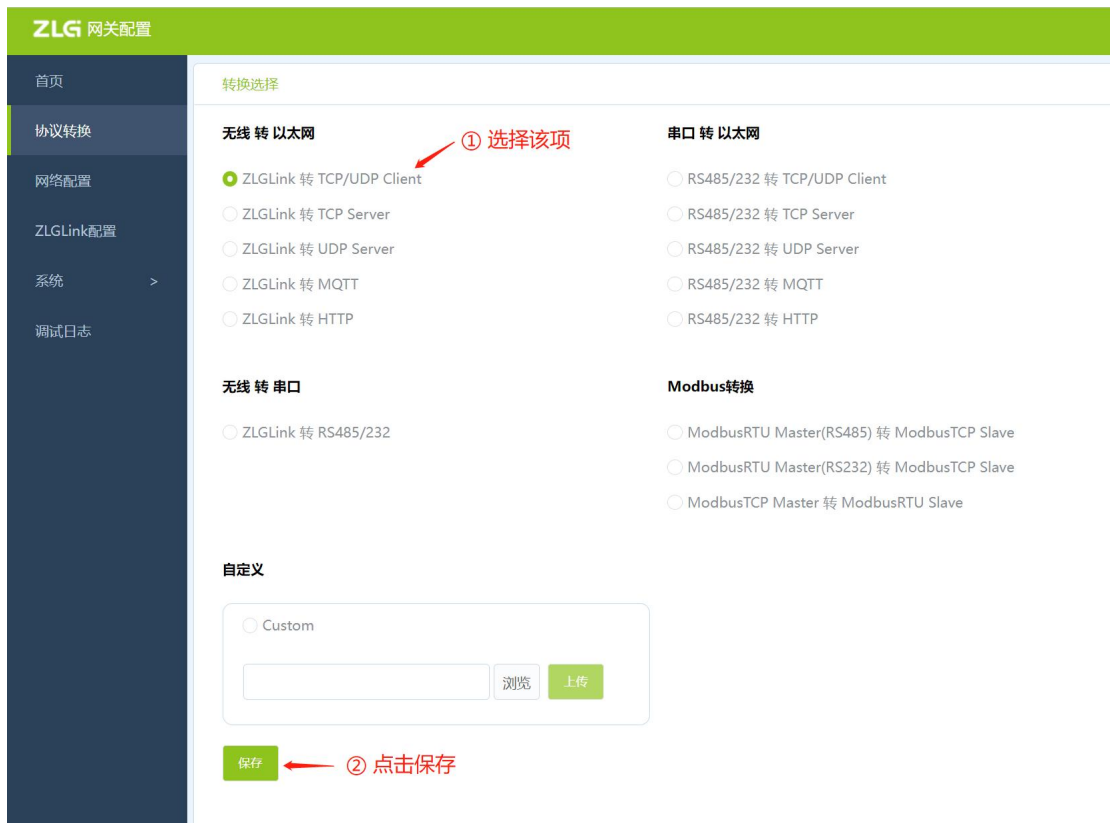 ZLG 网关配置
首页
协议转换
网络配置
ZLGLink配置
系统 >
调试日志
转换选择
无线 转 以太网
① 选择该项
ZLGLink 转 TCP/UDP Client
ZLGLink 转 TCP Server
ZLGLink 转 UDP Server
ZLGLink 转 MQTT
ZLGLink 转 HTTP
串口 转 以太网
RS485/232 转 TCP/UDP Client
RS485/232 转 TCP Server
RS485/232 转 UDP Server
RS485/232 转 MQTT
RS485/232 转 HTTP
无线 转 串口
ZLGLink 转 RS485/232
Modbus转换
ModbusRTU Master(RS485) 转 ModbusTCP Slave
ModbusRTU Master(RS232) 转 ModbusTCP Slave
ModbusTCP Master 转 ModbusRTU Slave
自定义
Custom
浏览 上传
保存 ② 点击保存